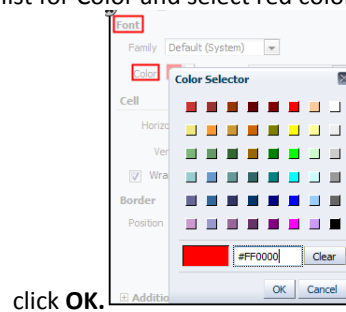 list for Color and select red color
Font
Family Default (System)
Color
Color Selector
Cell
Horizo
Ver
Wra
Border
Position
#FF0000 Clear
OK Cancel
Additio
click OK.